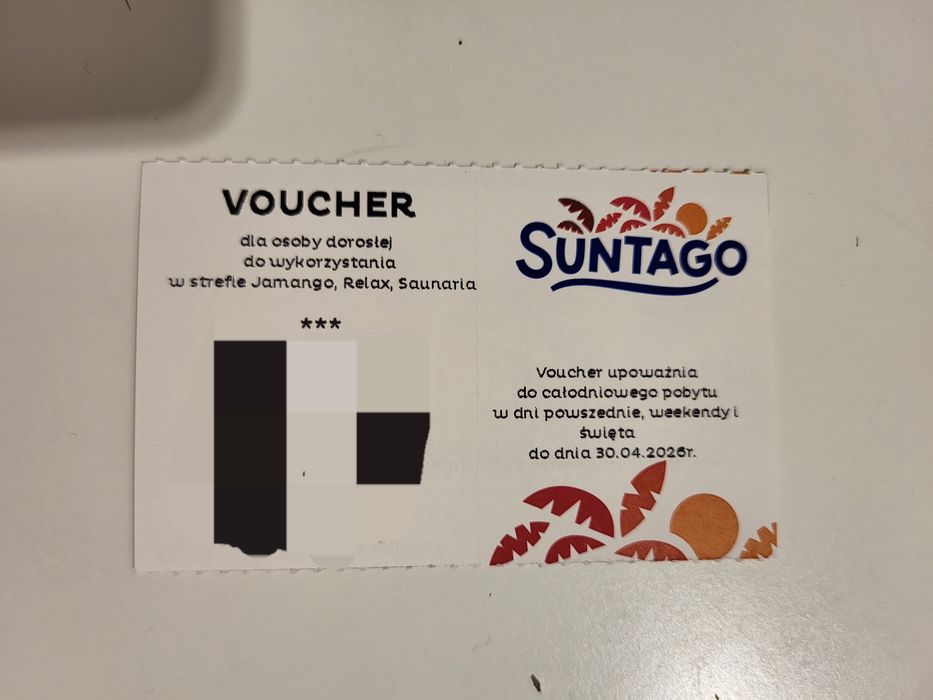 VOUCHER
dla osoby dorosłej
do wykorzystania
w strefie Jamango, Relax, Saunaria
***
SUNTAGO
Voucher upoważnia
do całodniowego pobytu
w dni powszednie, weekendy i
święta
do dnia 30.04.2026r.